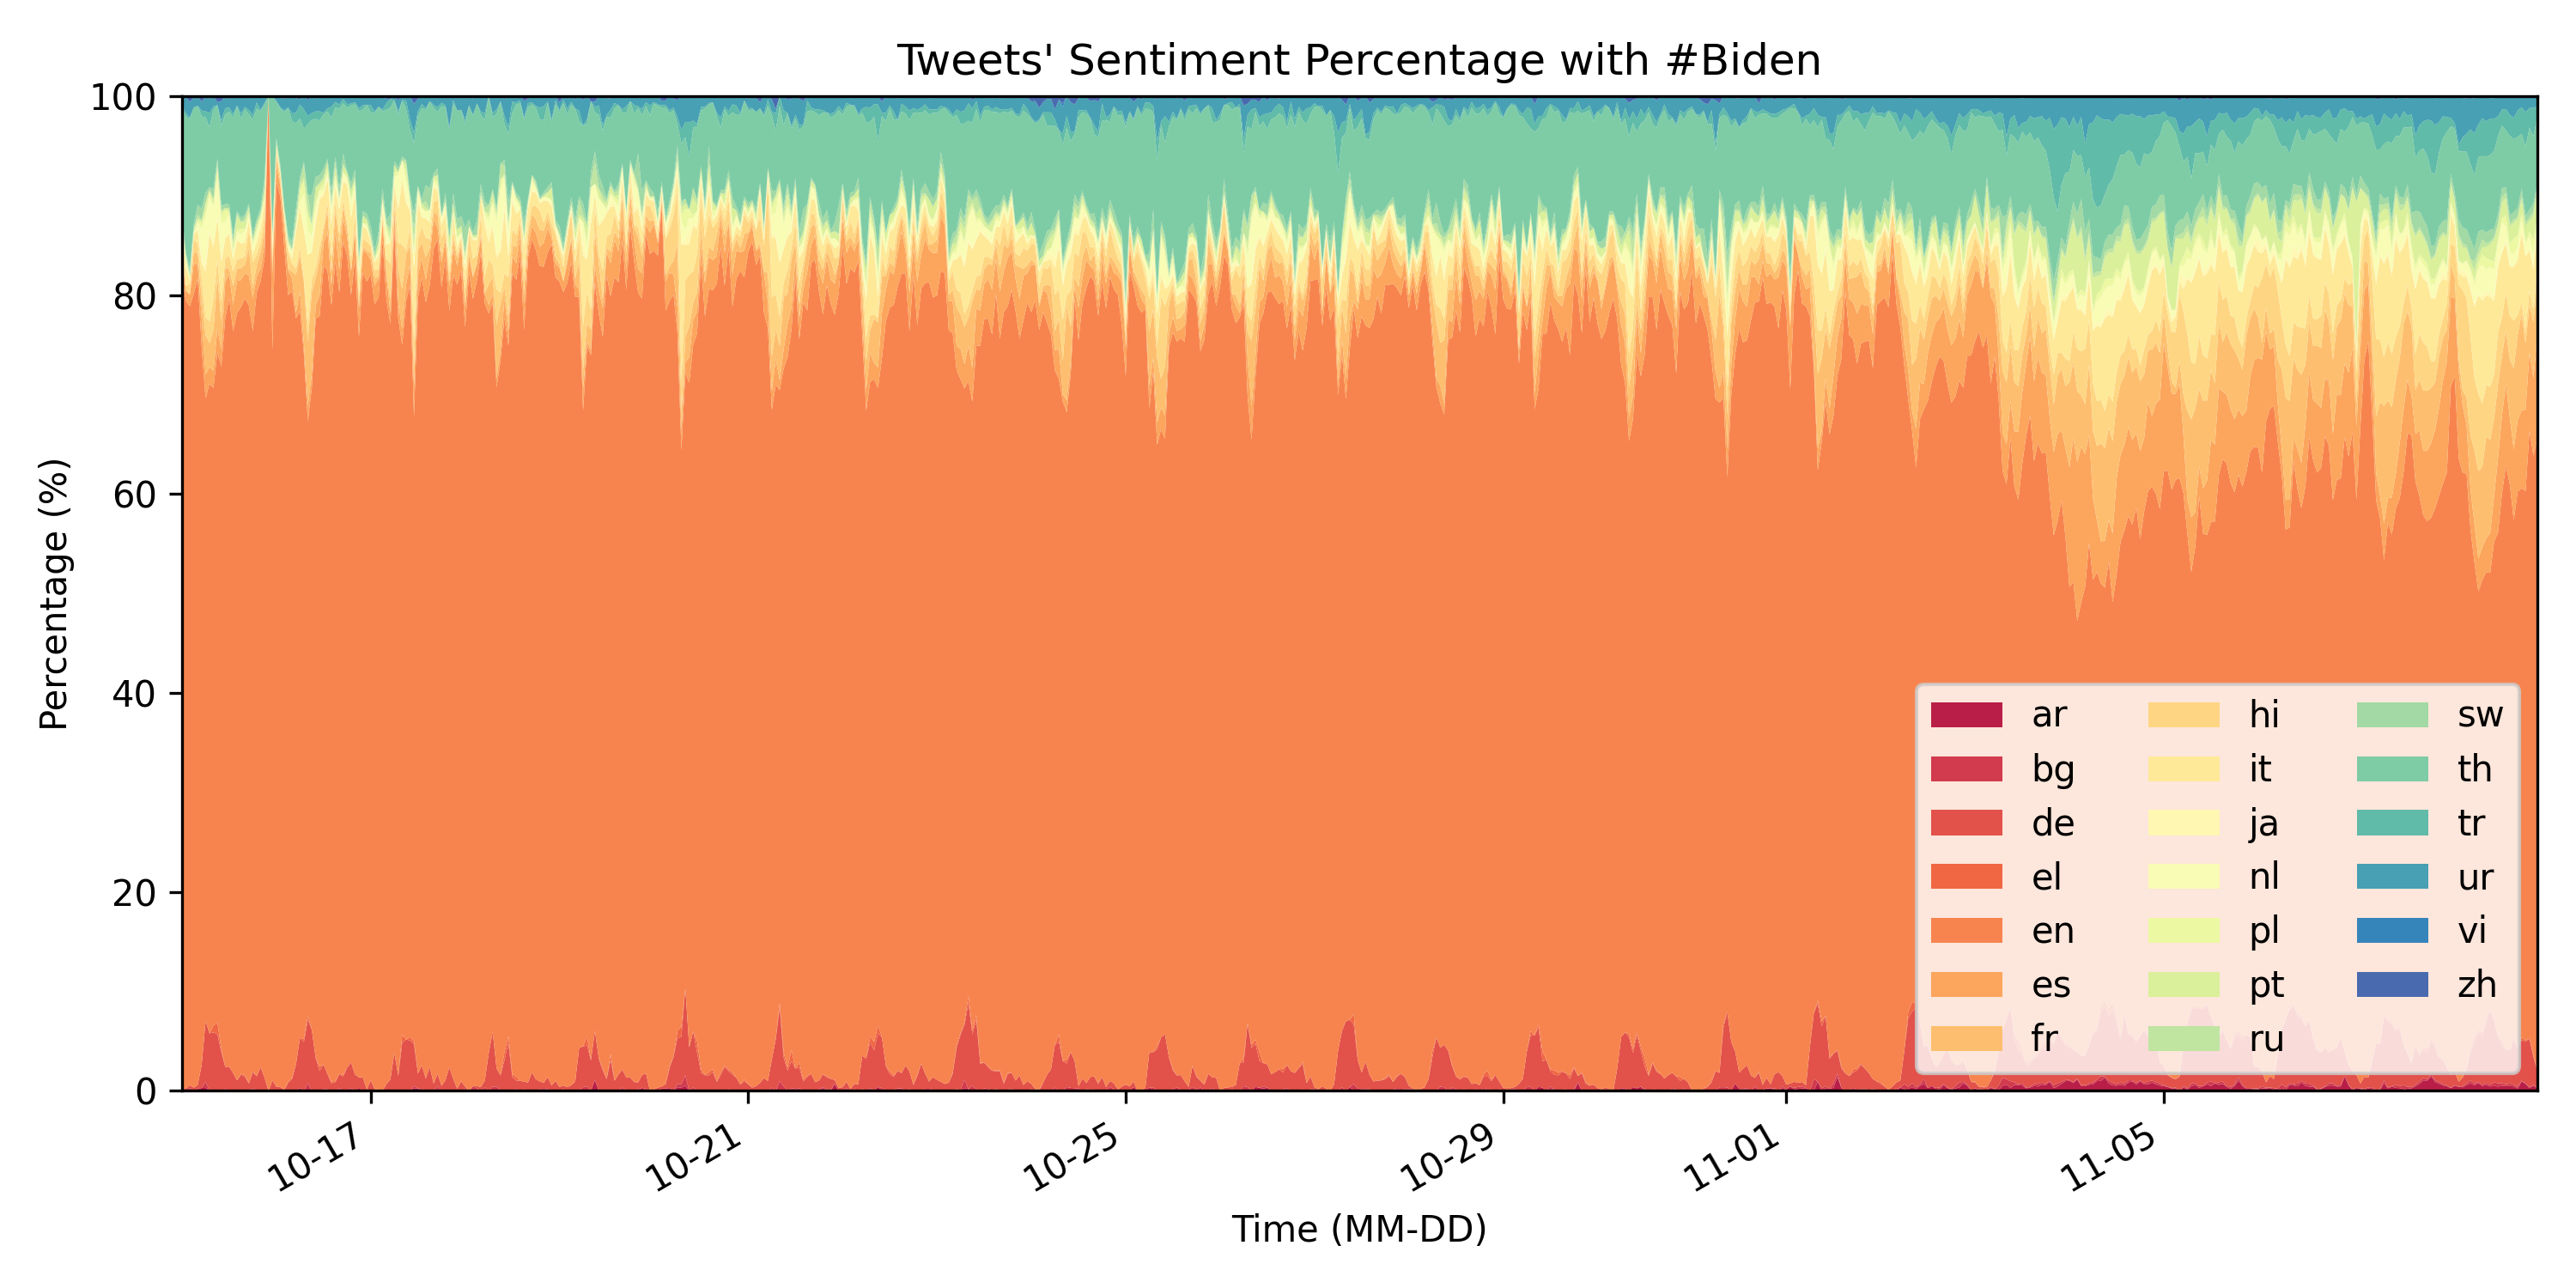 Tweets' Sentiment Percentage with #Biden
Percentage (%)
100
80
60
40
20
0
ar
bg
de
el
en
es
fr
hi
it
ja
nl
pl
pt
ru
sw
th
tr
ur
vi
zh
10-17
10-21
10-25
10-29
11-01
11-05
Time (MM-DD)